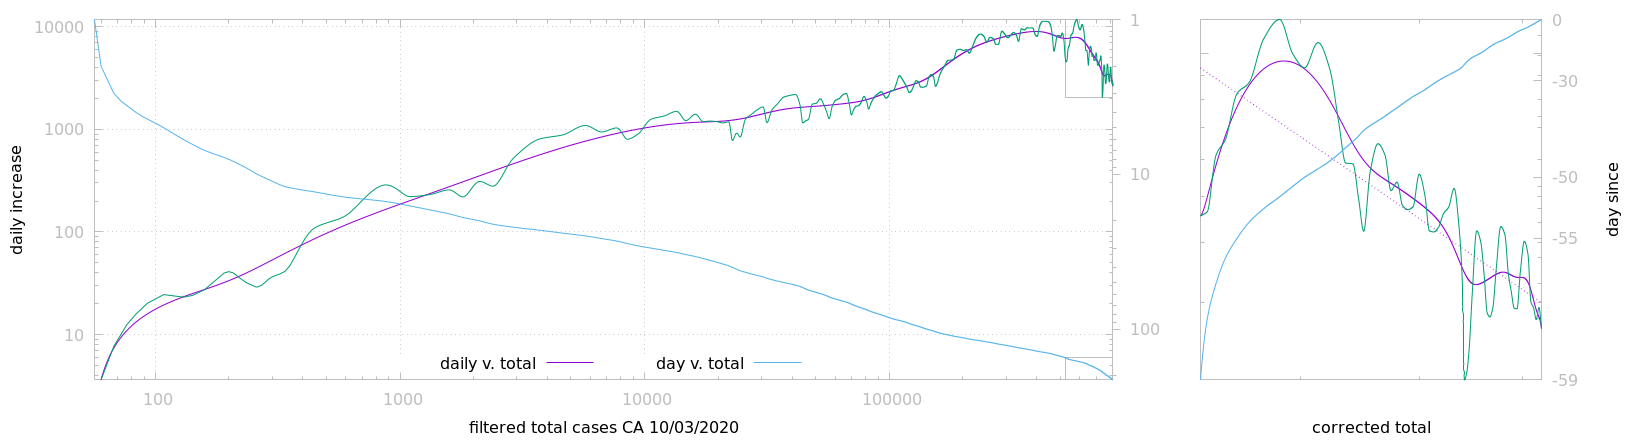 10000
1000
100
10
daily increase
1
10
100
daily v. total
day v. total
100
1000
10000
100000
filtered total cases CA 10/03/2020
0
-30
-50
-55
-59
day since
corrected total